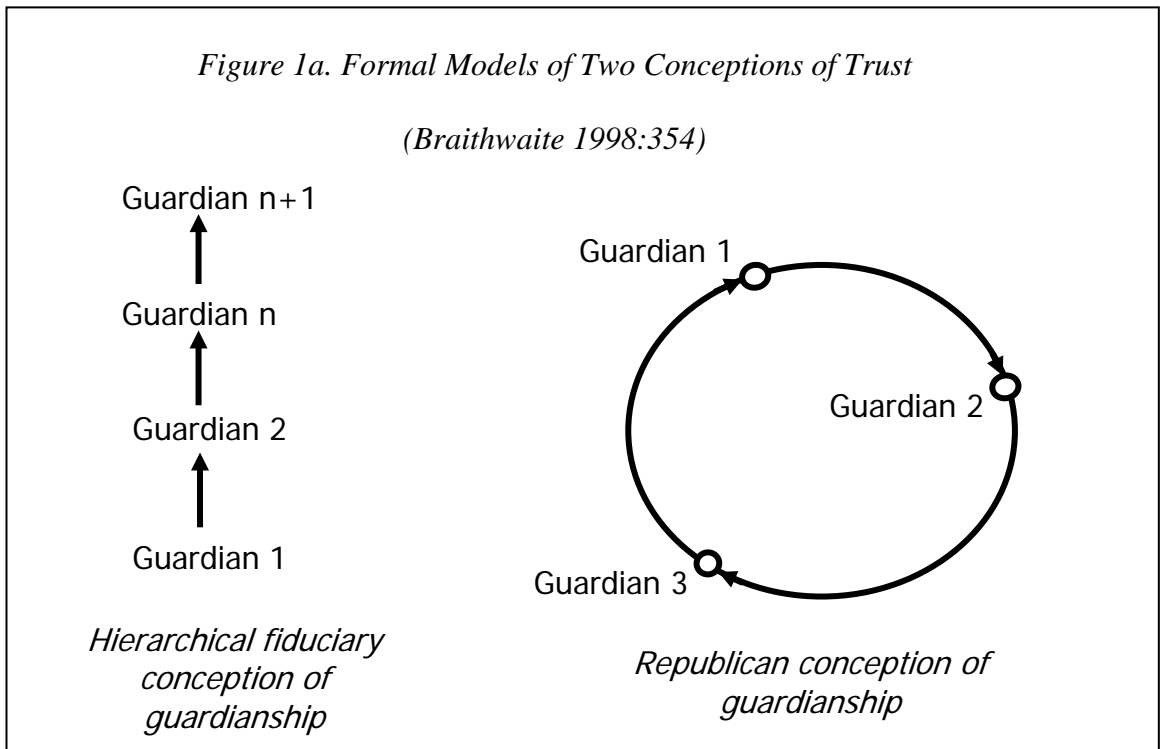 Figure 1a. Formal Models of Two Conceptions of Trust
(Braithwaite 1998:354)
Guardian n+1
Guardian n
Guardian 2
Guardian 1
Hierarchical fiduciary
conception of
guardianship
Guardian 1
Guardian 2
Guardian 3
Republican conception of
guardianship